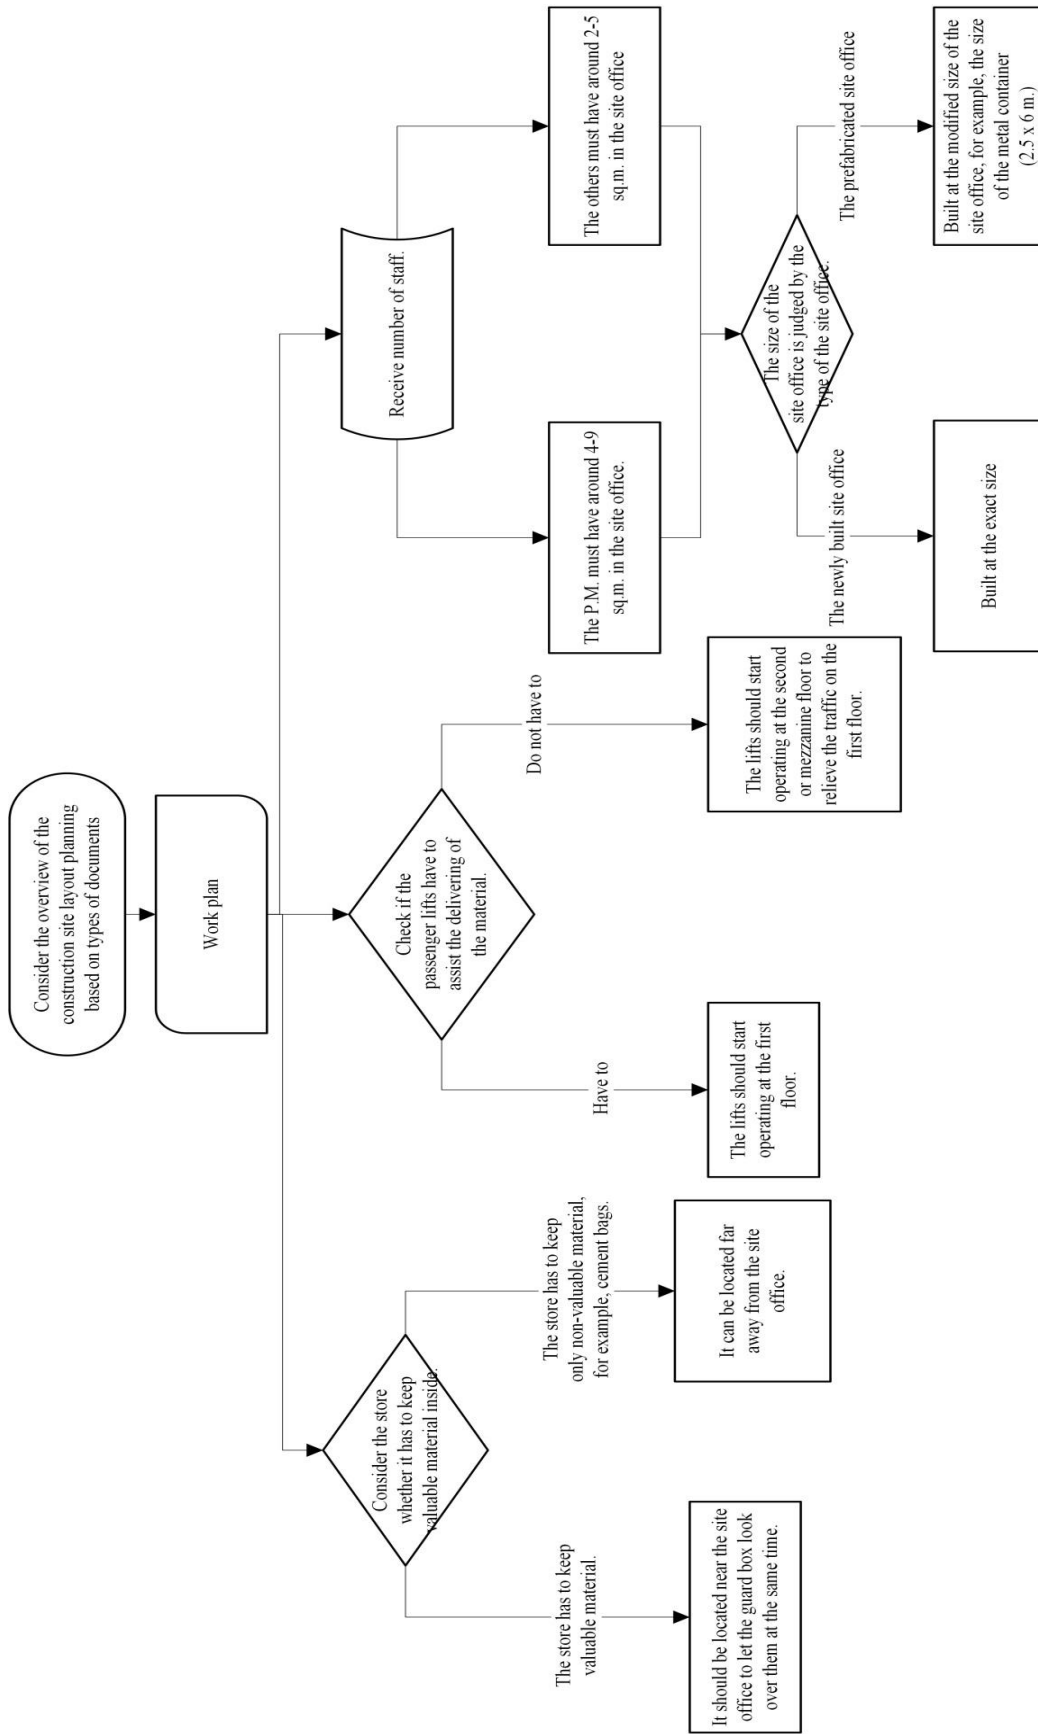 Consider the overview of the
construction site layout planning
based on types of documents
Work plan
Consider the store
whether it has to keep
valuable material inside.
Check if the
passenger lifts have to
assist the delivering of
the material.
Receive number of staff.
The store has to keep
valuable material.
The store has to keep
only non-valuable material,
for example, cement bags.
Have to
Do not have to
It should be located near the site
office to let the guard box look
over them at the same time.
It can be located far
away from the site
office.
The lifts should start
operating at the first
floor.
The lifts should start
operating at the second
or mezzanine floor to
relieve the traffic on the
first floor.
The P.M. must have around 4-9
sq.m. in the site office.
The others must have around 2-5
sq.m. in the site office
The size of the
site office is judged by the
type of the site office.
The newly built site office
The prefabricated site office
Built at the exact size
Built at the modified size of the
site office, for example, the size
of the metal container
(2.5 x 6 m.)